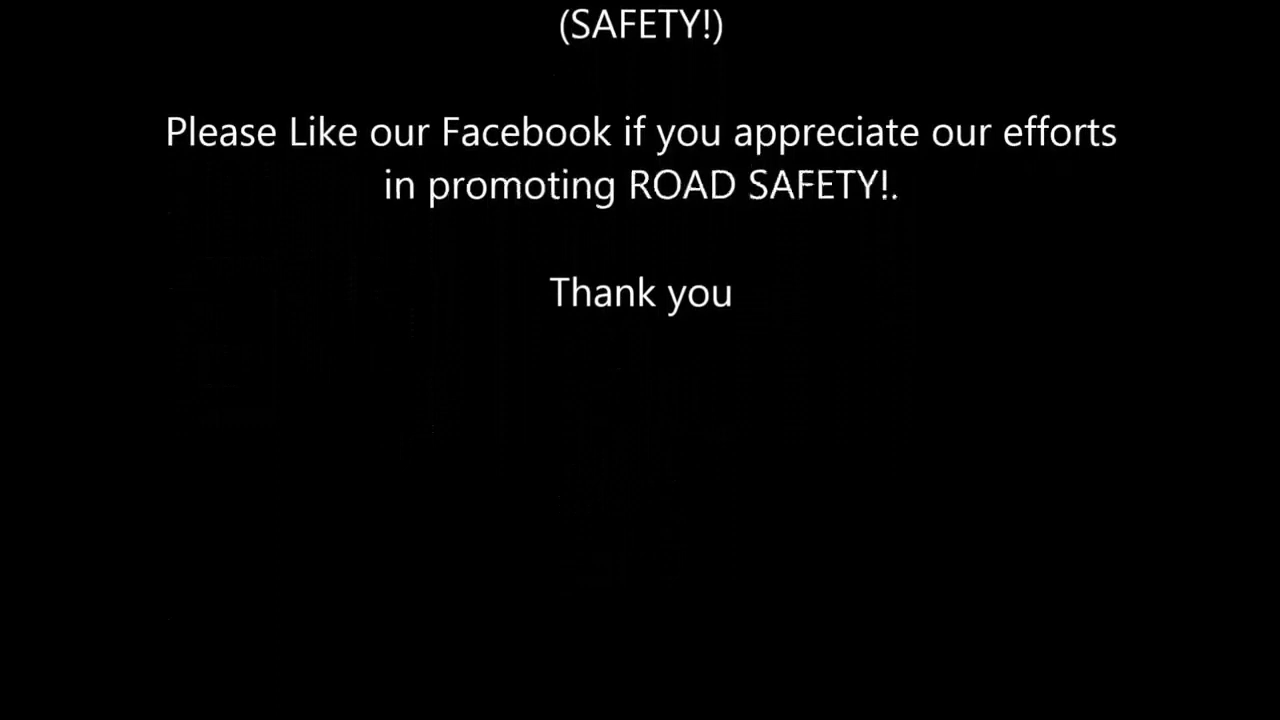 (SAFETY!)
Please Like our Facebook if you appreciate our efforts
in promoting ROAD SAFETY!.
Thank you